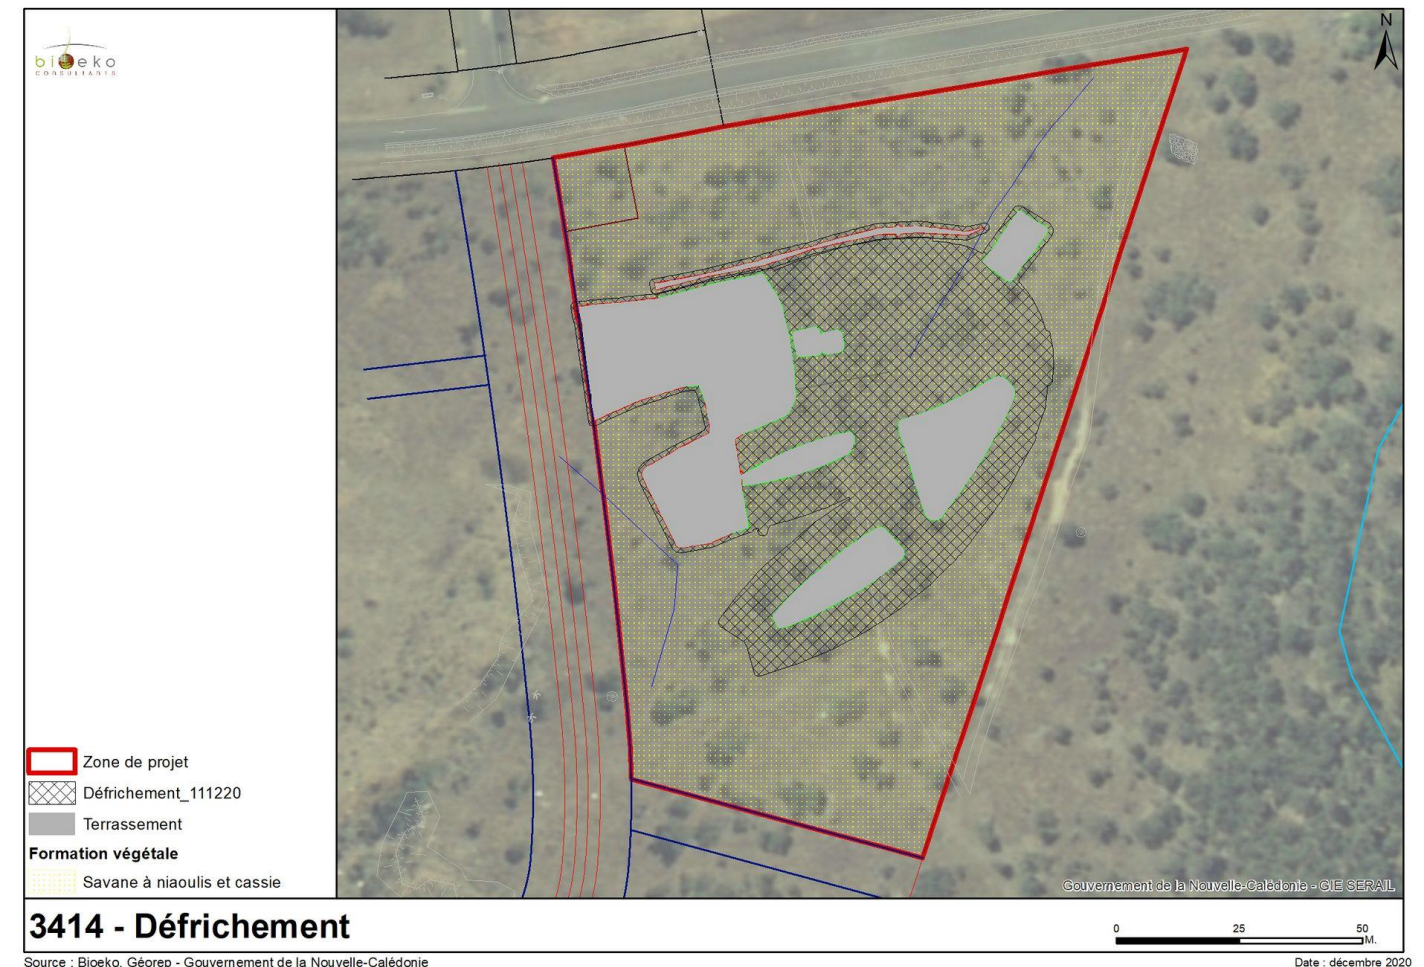 bioeko
CONSULTANTS
N
Zone de projet
Défrichement_111220
Terrassement
Formation végétale
Savane à niaoulis et cassie
Gouvernement de la Nouvelle-Calédonie - GIE SERAIL
3414 - Défrichement
0 25 50
M.
Source : Bioeko, Géorep - Gouvernement de la Nouvelle-Calédonie
Date : décembre 2020